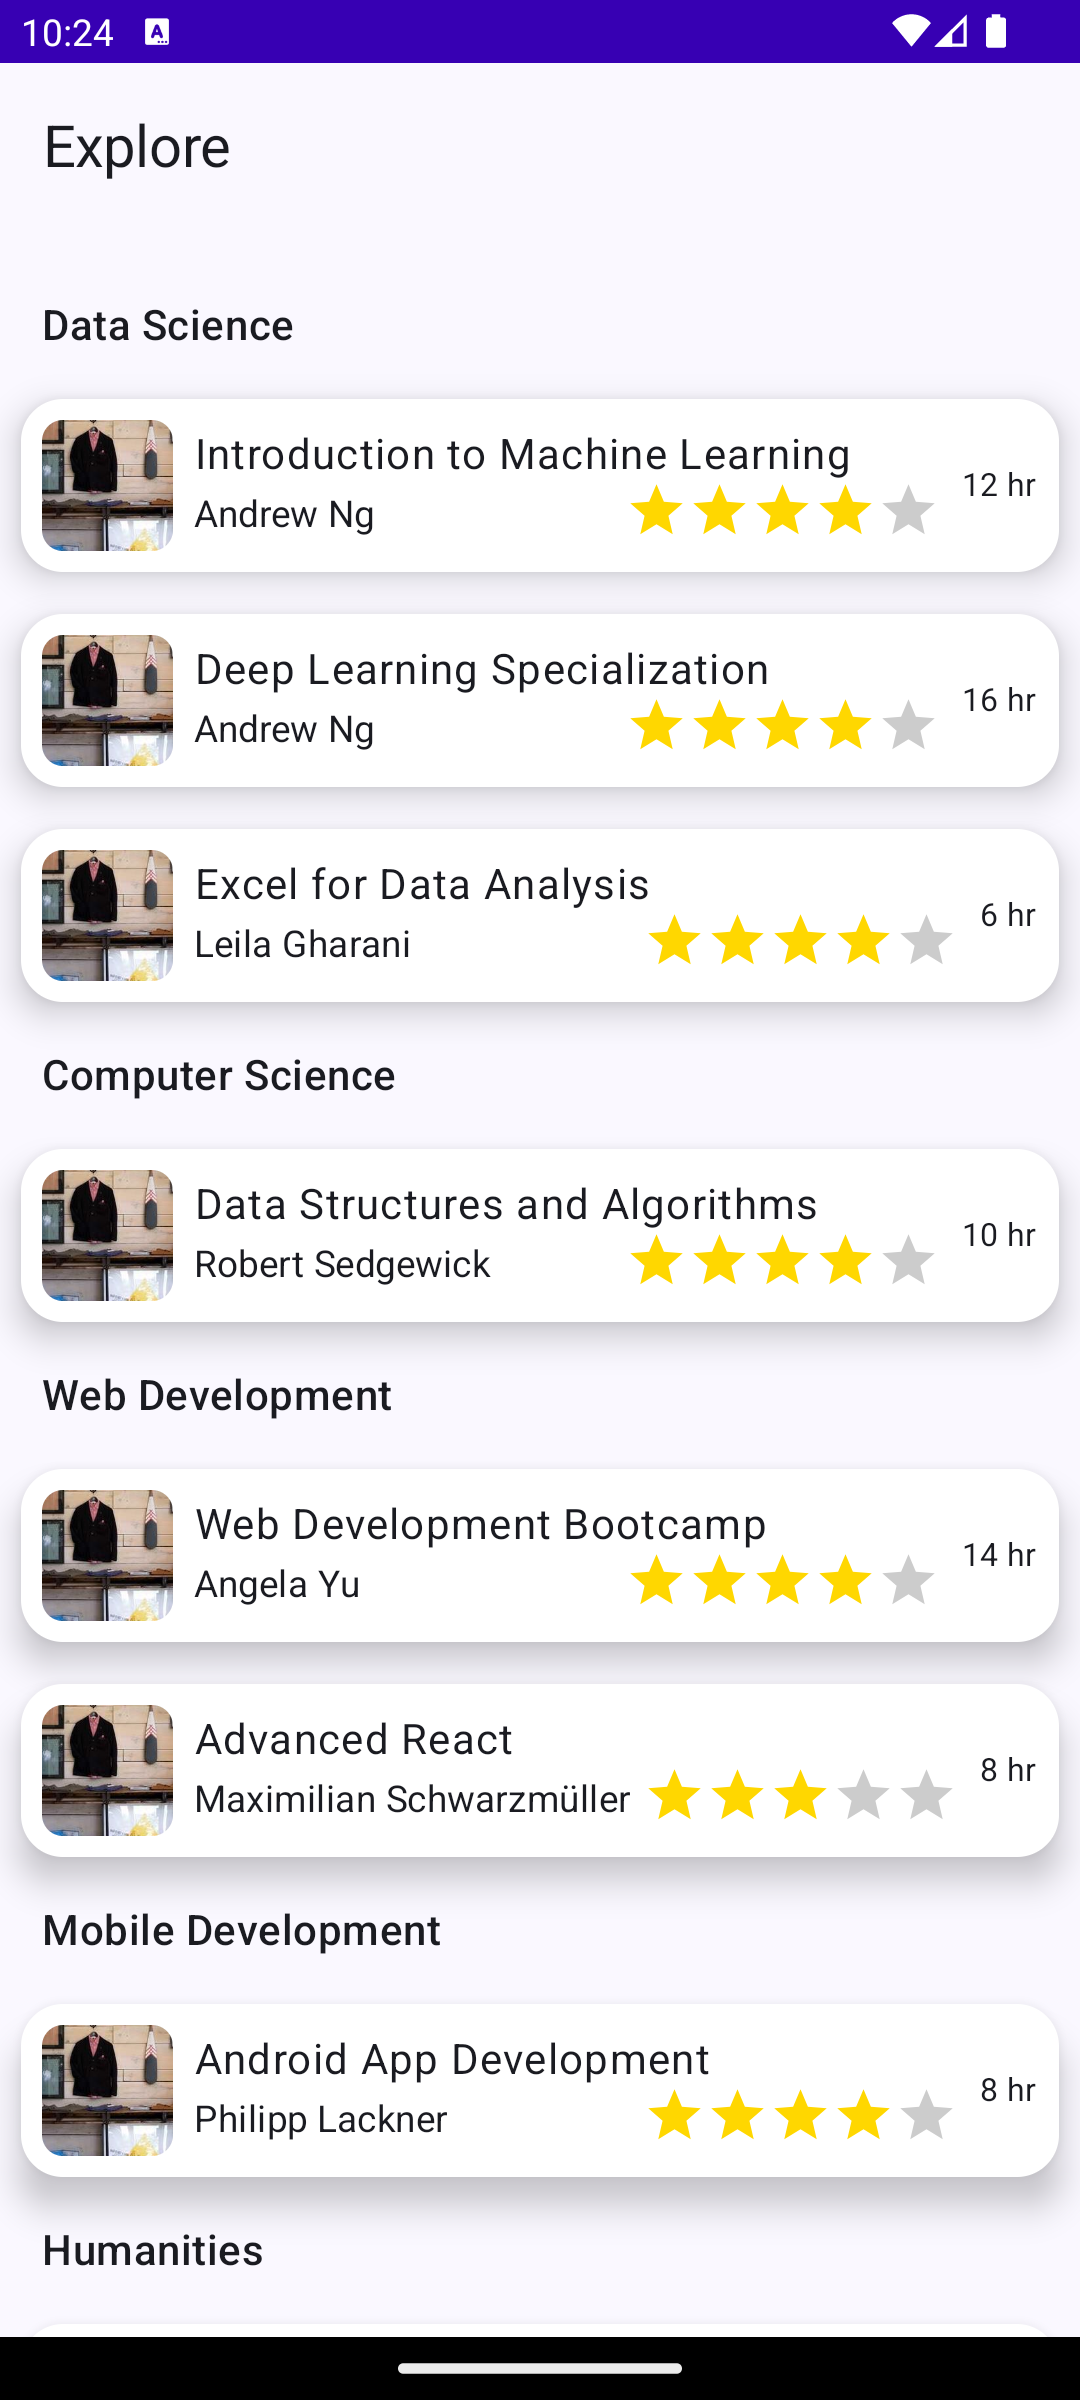 10:24
Explore
Data Science
Introduction to Machine Learning
Andrew Ng
12 hr
Deep Learning Specialization
Andrew Ng
16 hr
Excel for Data Analysis
Leila Gharani
6 hr
Computer Science
Data Structures and Algorithms
Robert Sedgewick
10 hr
Web Development
Web Development Bootcamp
Angela Yu
14 hr
Advanced React
Maximilian Schwarzmüller
8 hr
Mobile Development
Android App Development
Philipp Lackner
8 hr
Humanities